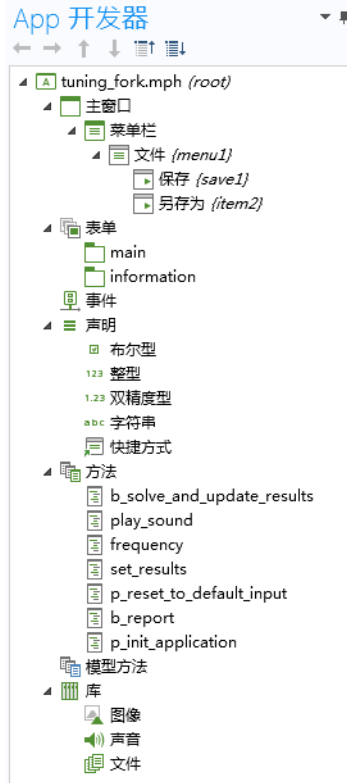 App 开发器
tuning_fork.mph (root)
主窗口
菜单栏
文件 {menu1}
保存 {save1}
另存为 {item2}
表单
main
information
事件
声明
布尔型
123 整型
1.23 双精度型
abc 字符串
快捷方式
方法
b_solve_and_update_results
play_sound
frequency
set_results
p_reset_to_default_input
b_report
p_init_application
模型方法
库
图像
声音
文件